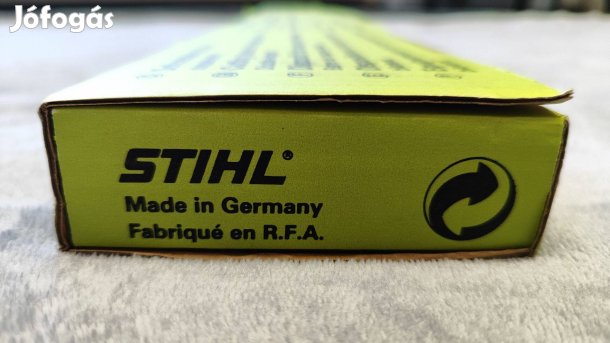 Jófogás
STIHL®
Made in Germany
Fabriqué en R.F.A.